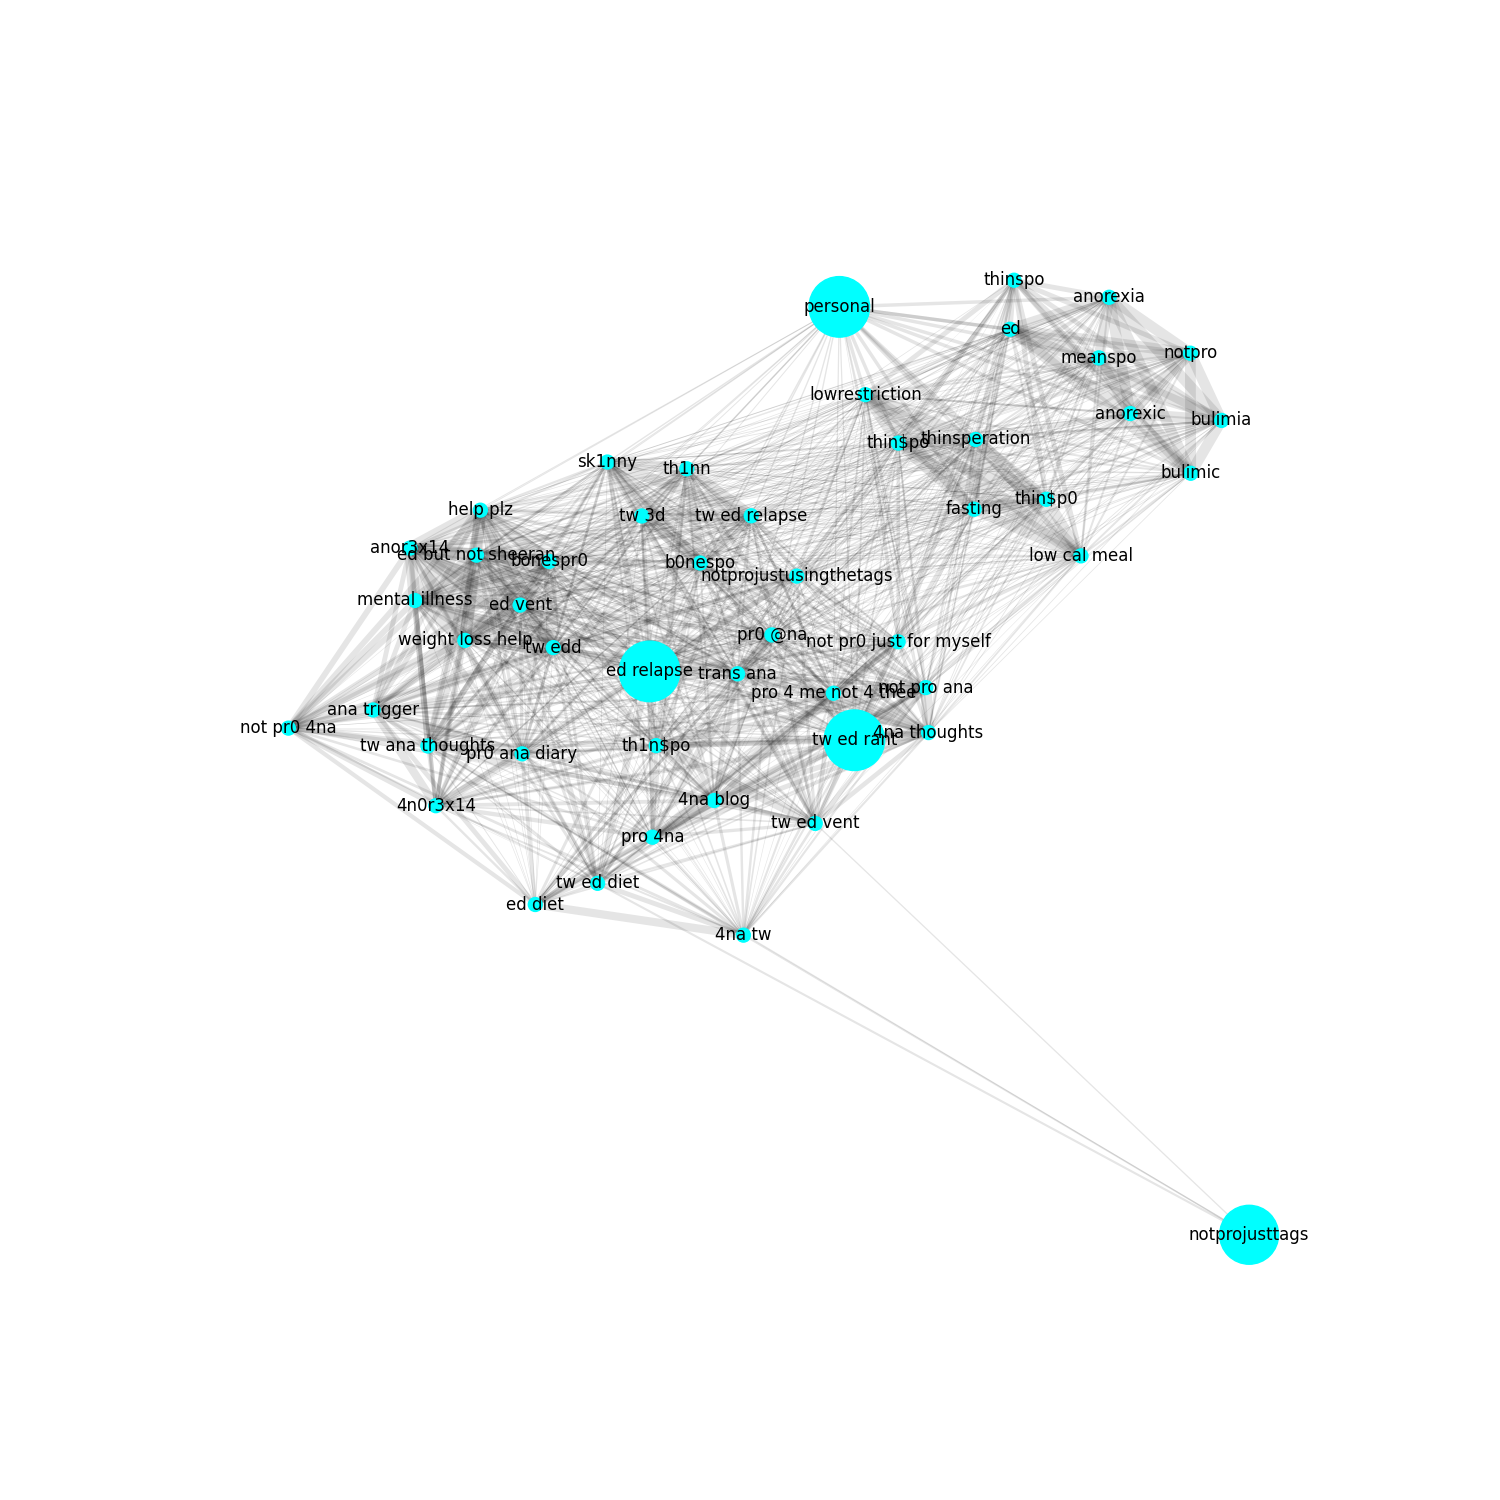 thinspo
anorexia
personal
ed
notpro
meanspo
lowrestriction
anorexic
bulimia
thin$po
thinsperation
sk1nny
th1nn
bulimic
thin$p0
help plz
fasting
tw 3d
tw ed relapse
anor3x14
ed but not sheeran
low cal meal
bonespr0
b0nespo
notprojustusingthetags
mental illness
ed vent
pr0 @na
weight loss help
not pr0 just for myself
tw edd
ed relapse
trans ana
pro 4 me not 4 thee
not pro ana
ana trigger
not pr0 4na
4na thoughts
tw ed rant
tw ana thoughts
th1n$po
pr0 ana diary
4na blog
4n0r3x14
tw ed vent
pro 4na
tw ed diet
ed diet
4na tw
notprojusttags